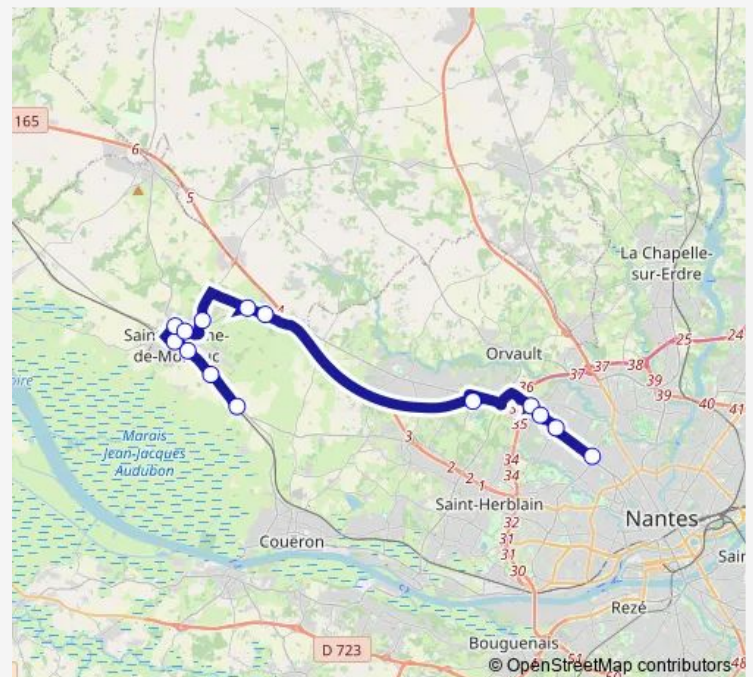 165
6
5
La Chapelle-
sur-Erdre
4
25
24
Orvault
37
37
38
36
39
39
40
41
35
Marais
Jean-Jacques
Audubon
3
34
2
2
1
34
Saint-Herblain
32
31
Nantes
Couëron
31
30
Rezé
D 723
Bouguenais
© OpenStreetMap contributors